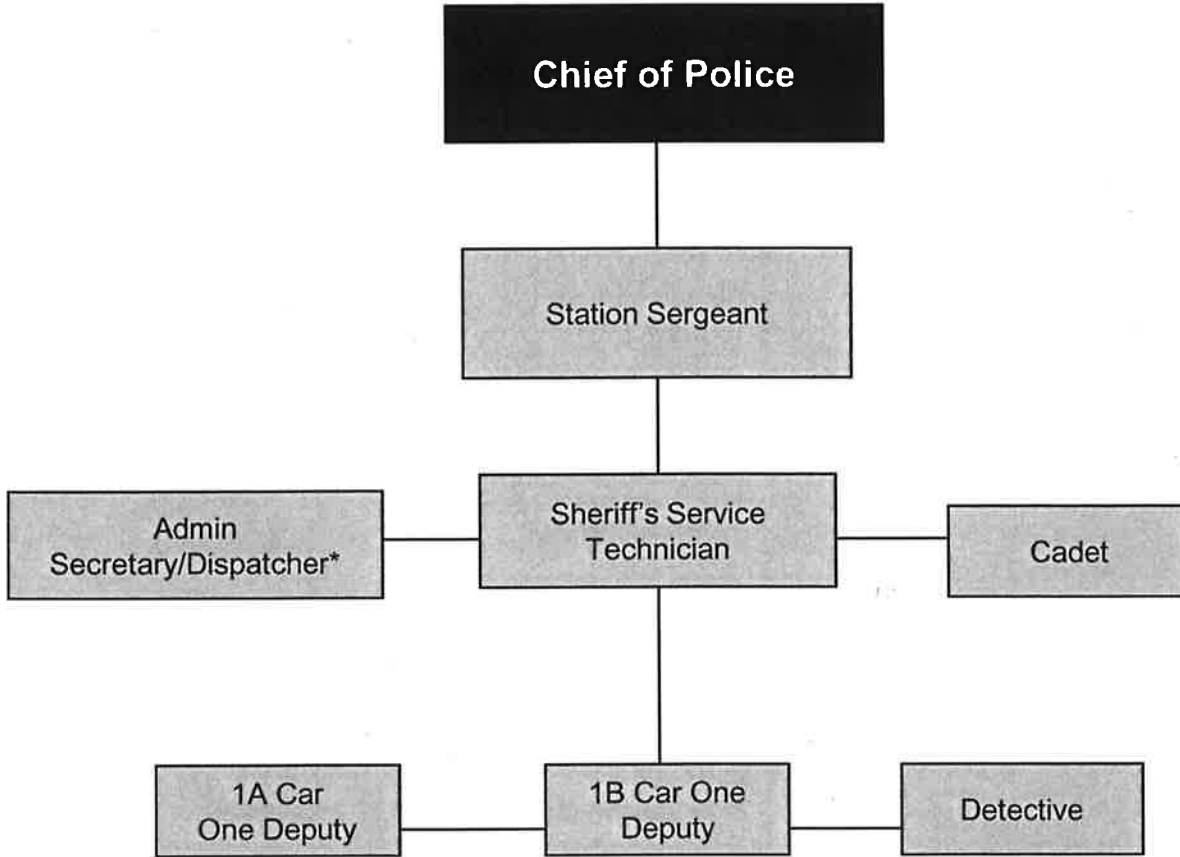 Chief of Police
Station Sergeant
Admin
Secretary/Dispatcher*
Sheriff's Service
Technician
Cadet
1A Car
One Deputy
1B Car One
Deputy
Detective